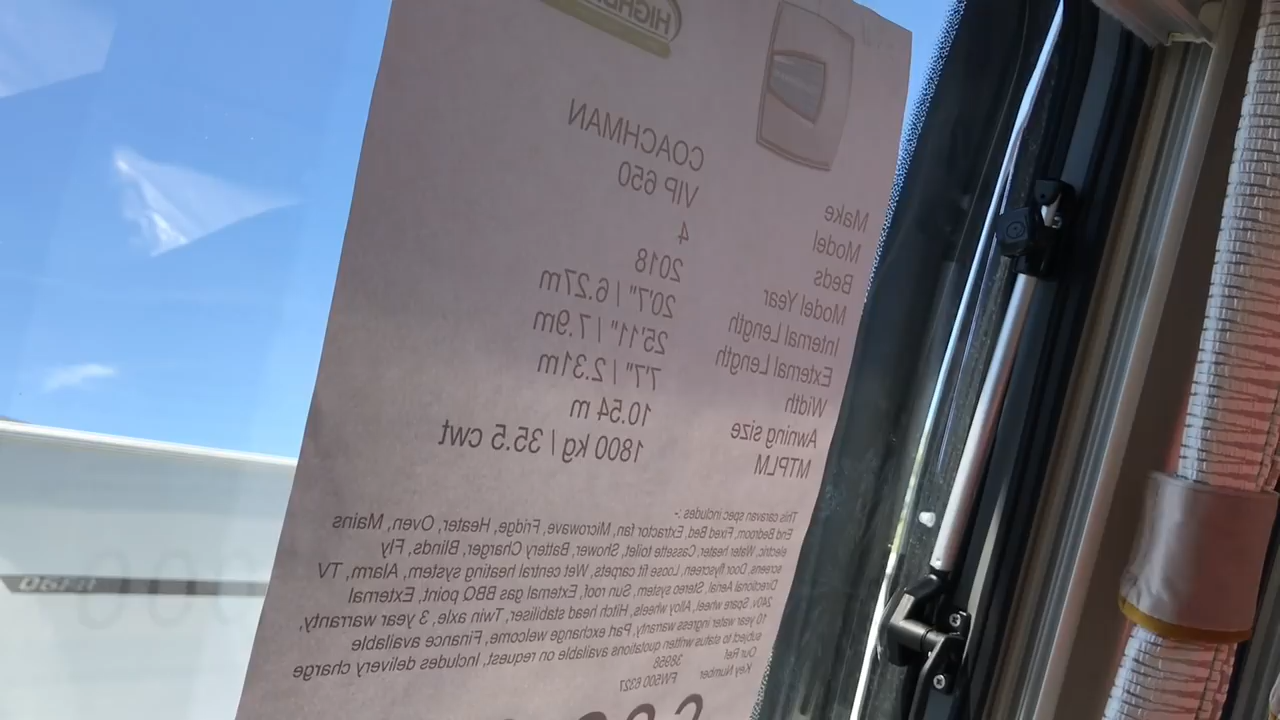 Make COACHMAN
Model VIP 650
Beds 4
Model Year 2018
Internal Length 20'7" / 6.27m
External Length 25'11" / 7.9m
Width 7'7" / 2.31m
Awning size 10.54 m
MTPLM 1800 kg / 35.5 cwt
This caravan spec includes :-
End Bedroom, Fixed Bed, Extractor fan, Microwave, Fridge, Heater, Oven, Mains
electric, Water heater, Cassette toilet, Shower, Battery Charger, Blinds, Fly
screens, Door flyscreen, Loose fit carpets, Wet central heating system, Alarm, TV
Directional Aerial, Stereo system, Sun roof, External gas BBQ point, External
240v, Spare wheel, Alloy wheels, Hitch head stabiliser, Twin axle, 3 year warranty,
10 year water ingress warranty, Part exchange welcome, Finance available
subject to status written quotations available on request, Includes delivery charge
Our Ref 38956
Key Number FW500 6327